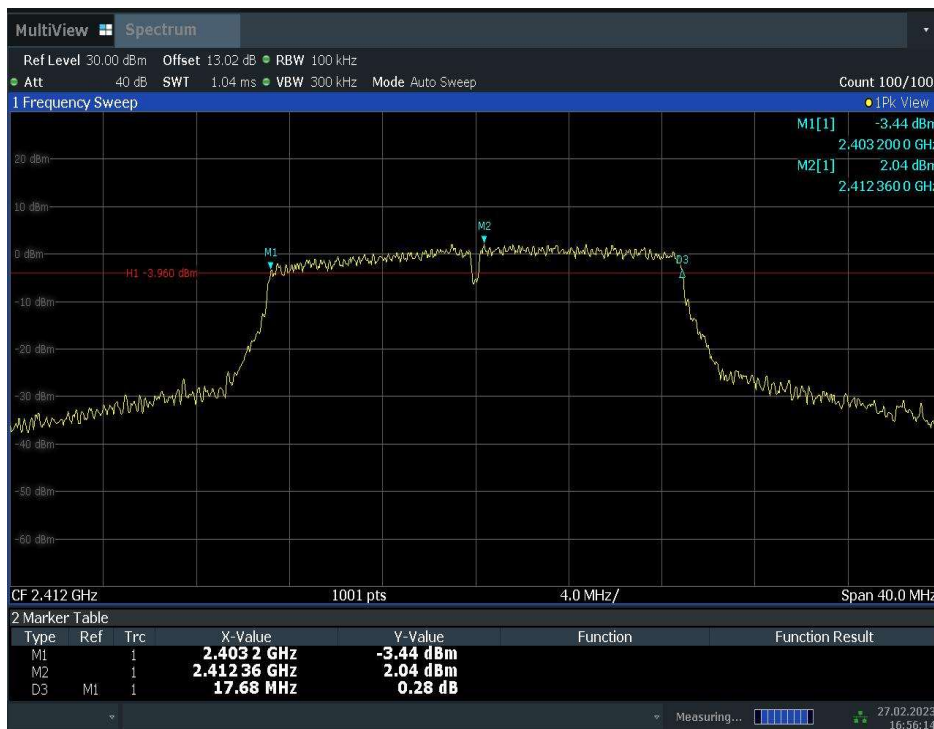 MultiView Spectrum
Ref Level 30.00 dBm Offset 13.02 dB RBW 100 kHz
Att 40 dB SWT 1.04 ms VBW 300 kHz Mode Auto Sweep Count 100/100
1 Frequency Sweep 1Pk View
M1[1] -3.44 dBm
2.403 200 0 GHz
M2[1] 2.04 dBm
2.412 360 0 GHz
20 dBm
10 dBm
M2
0 dBm
M1
D3
H1 -3.960 dBm
-10 dBm
-20 dBm
-30 dBm
-40 dBm
-50 dBm
-60 dBm
CF 2.412 GHz 1001 pts 4.0 MHz/ Span 40.0 MHz
2 Marker Table
Type Ref Trc X-Value Y-Value Function Function Result
M1 1 2.403 2 GHz -3.44 dBm
M2 1 2.412 36 GHz 2.04 dBm
D3 M1 1 17.68 MHz 0.28 dB
Measuring... 27.02.2023
16:56:14